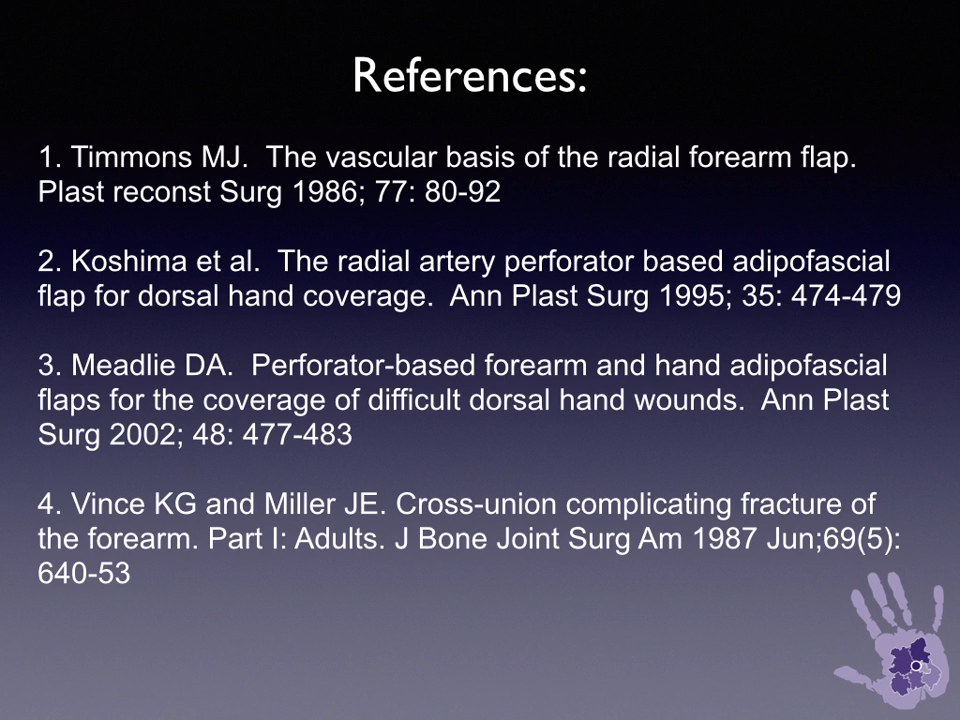 References:
1. Timmons MJ.  The vascular basis of the radial forearm flap.
Plast reconst Surg 1986; 77: 80-92
2. Koshima et al.  The radial artery perforator based adipofascial
flap for dorsal hand coverage.  Ann Plast Surg 1995; 35: 474-479
3. Meadlie DA.  Perforator-based forearm and hand adipofascial
flaps for the coverage of difficult dorsal hand wounds.  Ann Plast
Surg 2002; 48: 477-483
4. Vince KG and Miller JE. Cross-union complicating fracture of
the forearm. Part I: Adults. J Bone Joint Surg Am 1987 Jun;69(5):
640-53